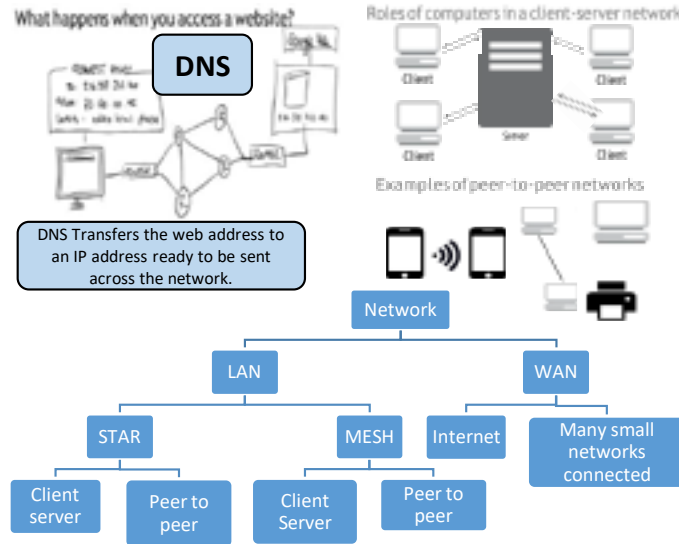 What happens when you access a website?
DNS
DNS Transfers the web address to
an IP address ready to be sent
across the network.
Roles of computers in a client-server network
Client
Client
Client
Server
Client
Examples of peer-to-peer networks
Network
LAN
WAN
STAR
MESH
Internet
Many small
networks
connected
Client
server
Peer to
peer
Client
Server
Peer to
peer